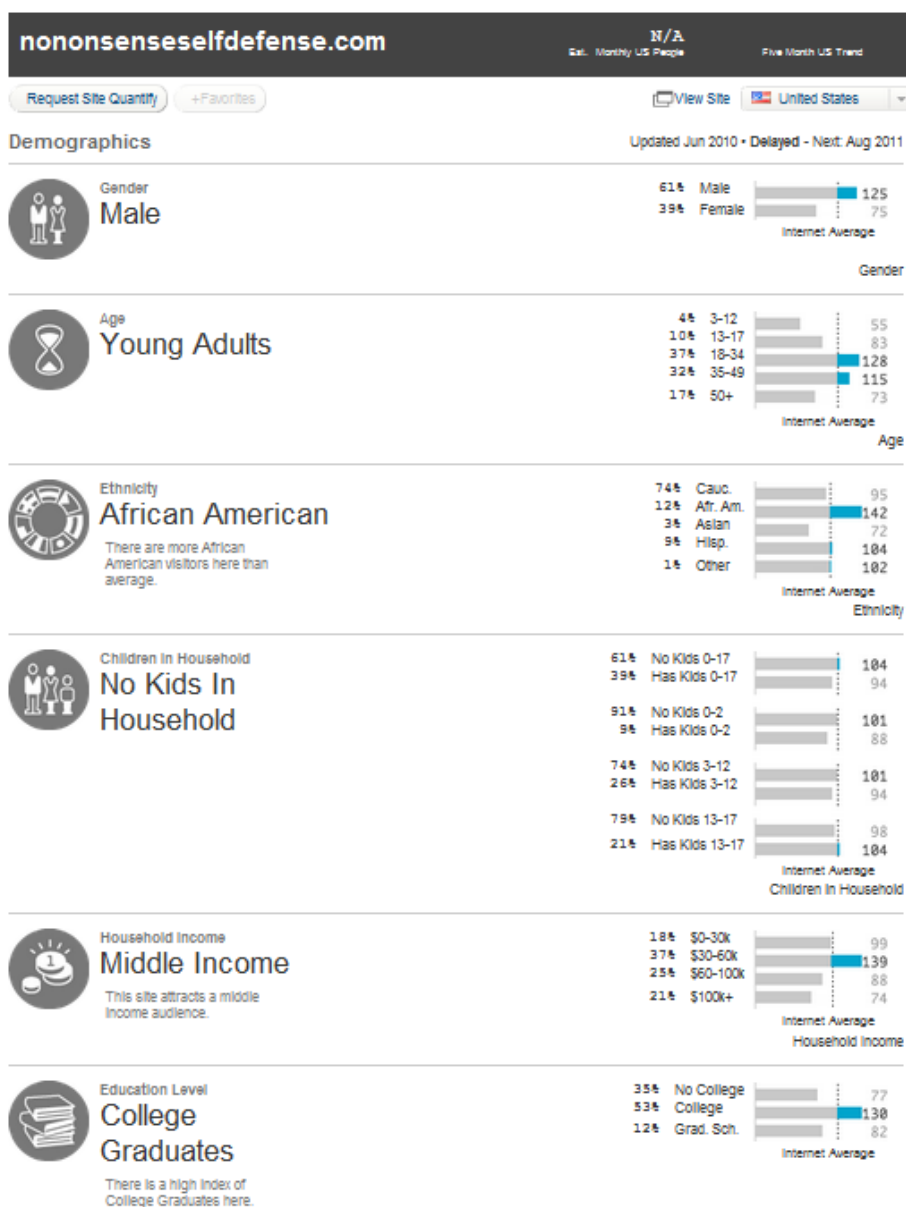 nononsenseselfdefense.com
N/A
Est. Monthly US People
Five Month US Trend
Request Site Quantify
+Favorites
View Site
United States
Demographics
Updated Jun 2010 • Delayed - Next: Aug 2011
Gender
Male
61% Male 125
39% Female 75
Internet Average
Gender
Age
Young Adults
4% 3-12 55
10% 13-17 83
37% 18-34 128
32% 35-49 115
17% 50+ 73
Internet Average
Age
Ethnicity
African American
There are more African
American visitors here than
average.
74% Cauc. 95
12% Afr. Am. 142
3% Asian 72
9% Hisp. 104
1% Other 102
Internet Average
Ethnicity
Children in Household
No Kids In
Household
61% No Kids 0-17 104
39% Has Kids 0-17 94
91% No Kids 0-2 101
9% Has Kids 0-2 88
74% No Kids 3-12 101
26% Has Kids 3-12 94
79% No Kids 13-17 98
21% Has Kids 13-17 104
Internet Average
Children in Household
1
Household Income
Middle Income
This site attracts a middle
income audience.
18% $0-30k 99
37% $30-60k 139
25% $60-100k 88
21% $100k+ 74
Internet Average
Household Income
Education Level
College
Graduates
There is a high index of
College Graduates here.
35% No College 77
53% College 130
12% Grad. Sch. 82
Internet Average